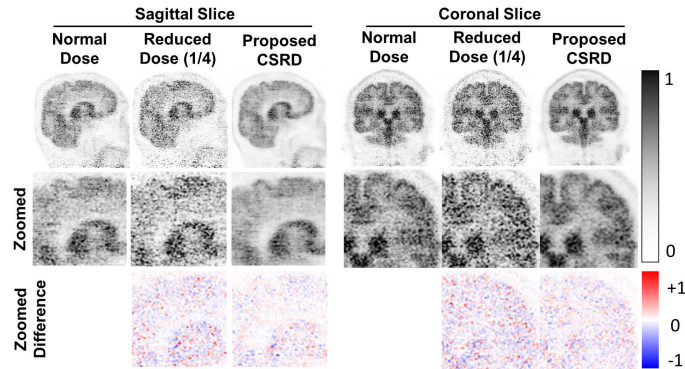 Sagittal Slice
Coronal Slice
Normal
Dose
Reduced
Dose (1/4)
Proposed
CSRD
Normal
Dose
Reduced
Dose (1/4)
Proposed
CSRD
1
0
Zoomed
Zoomed
Difference
+1
0
-1